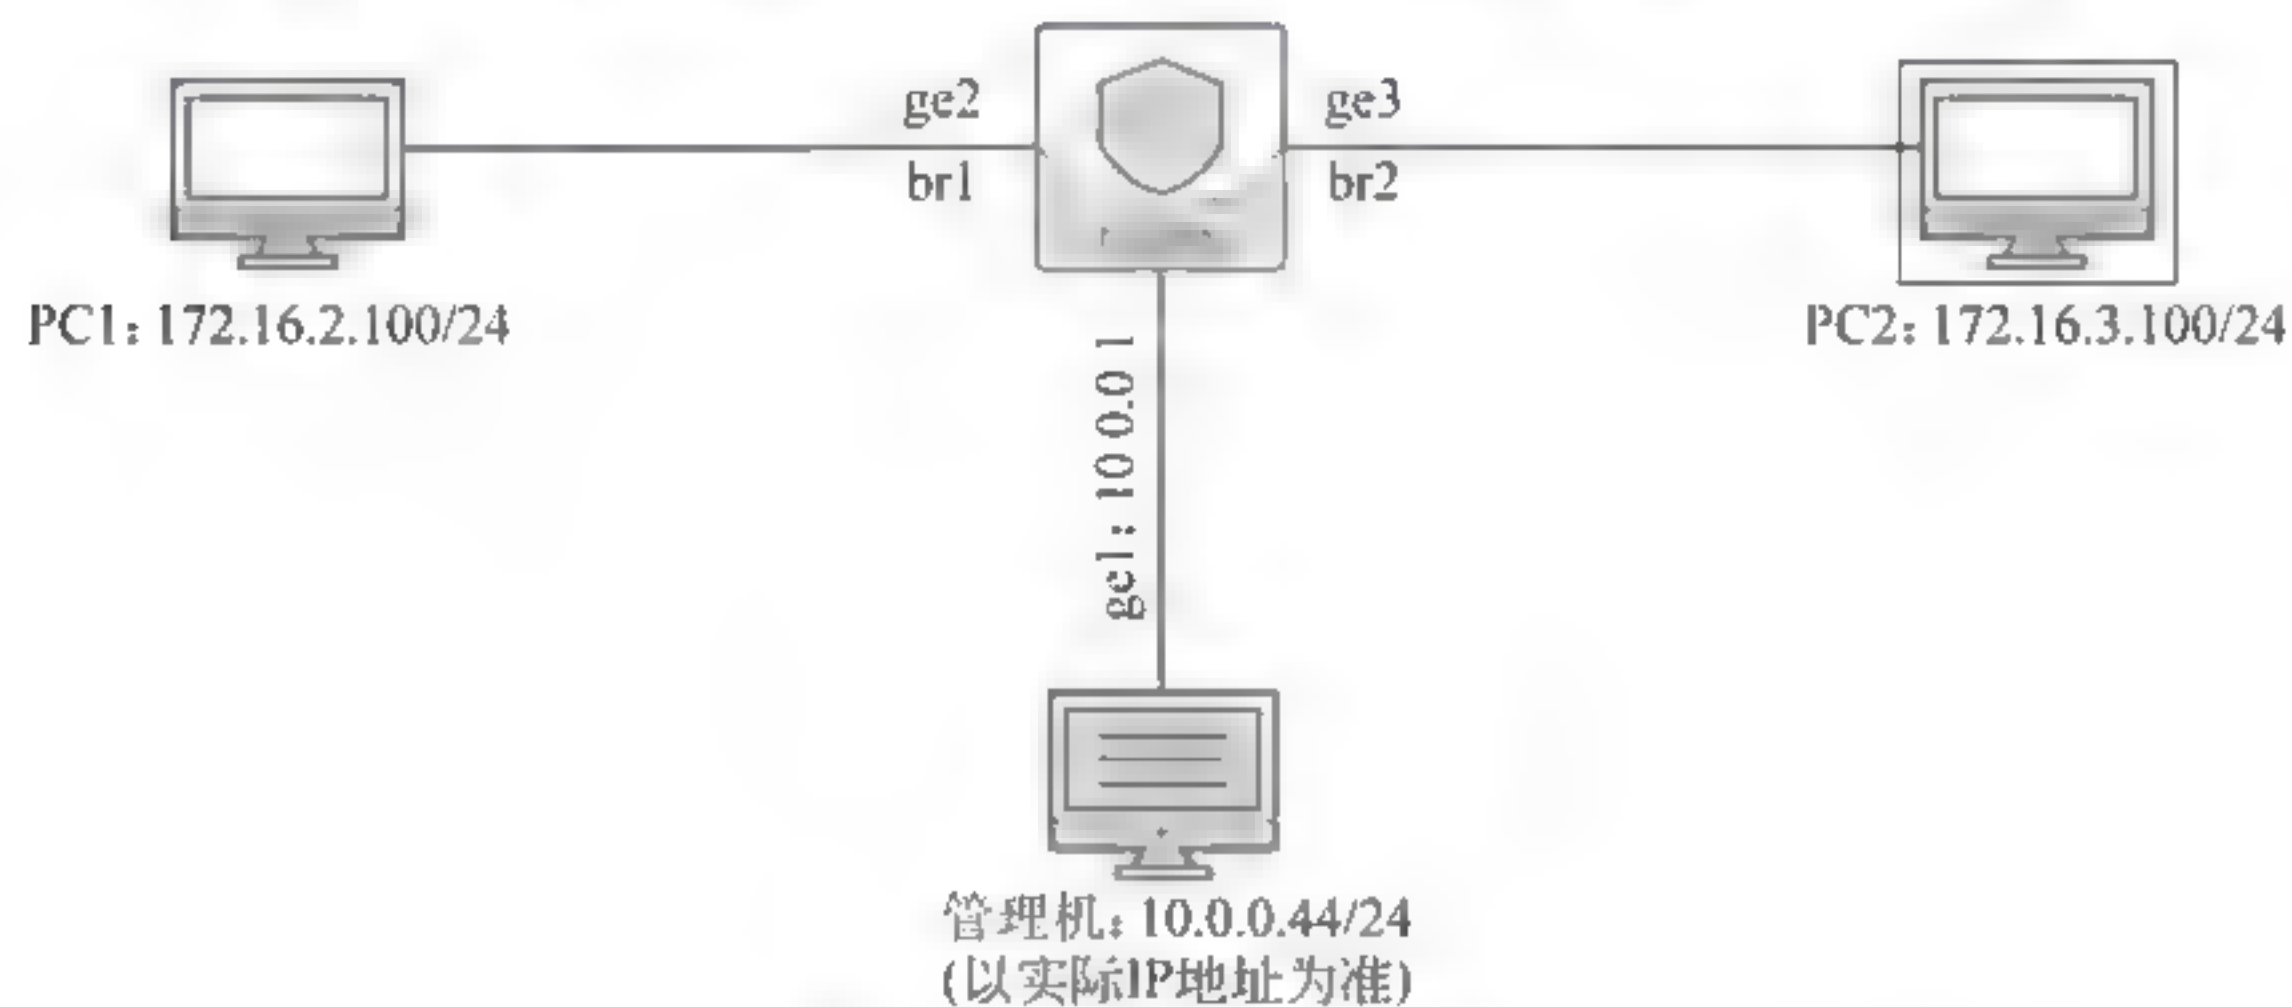 ge2
ge3
br1
br2
PC1: 172.16.2.100/24
PC2: 172.16.3.100/24
ge1: 10 0.0 1
管理机: 10.0.0.44/24
(以实际IP地址为准)